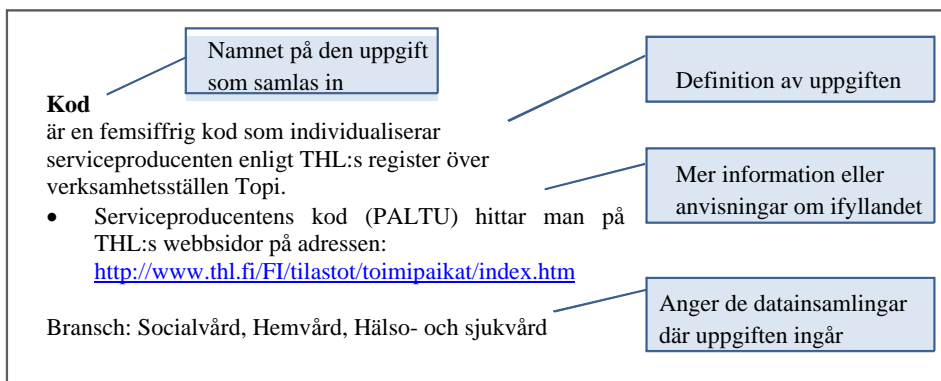 Namnet på den uppgift
som samlas in
Definition av uppgiften
Kod
är en femsiffrig kod som individualiserar
serviceproducenten enligt THL:s register över
verksamhetsställen Topi.
Mer information eller
anvisningar om ifyllandet
• Serviceproducentens kod (PALTU) hittar man på
THL:s webbsidor på adressen:
http://www.thl.fi/FI/tilastot/toimipaikat/index.htm
Anger de datainsamlingar
där uppgiften ingår
Bransch: Socialvård, Hemvård, Hälso- och sjukvård